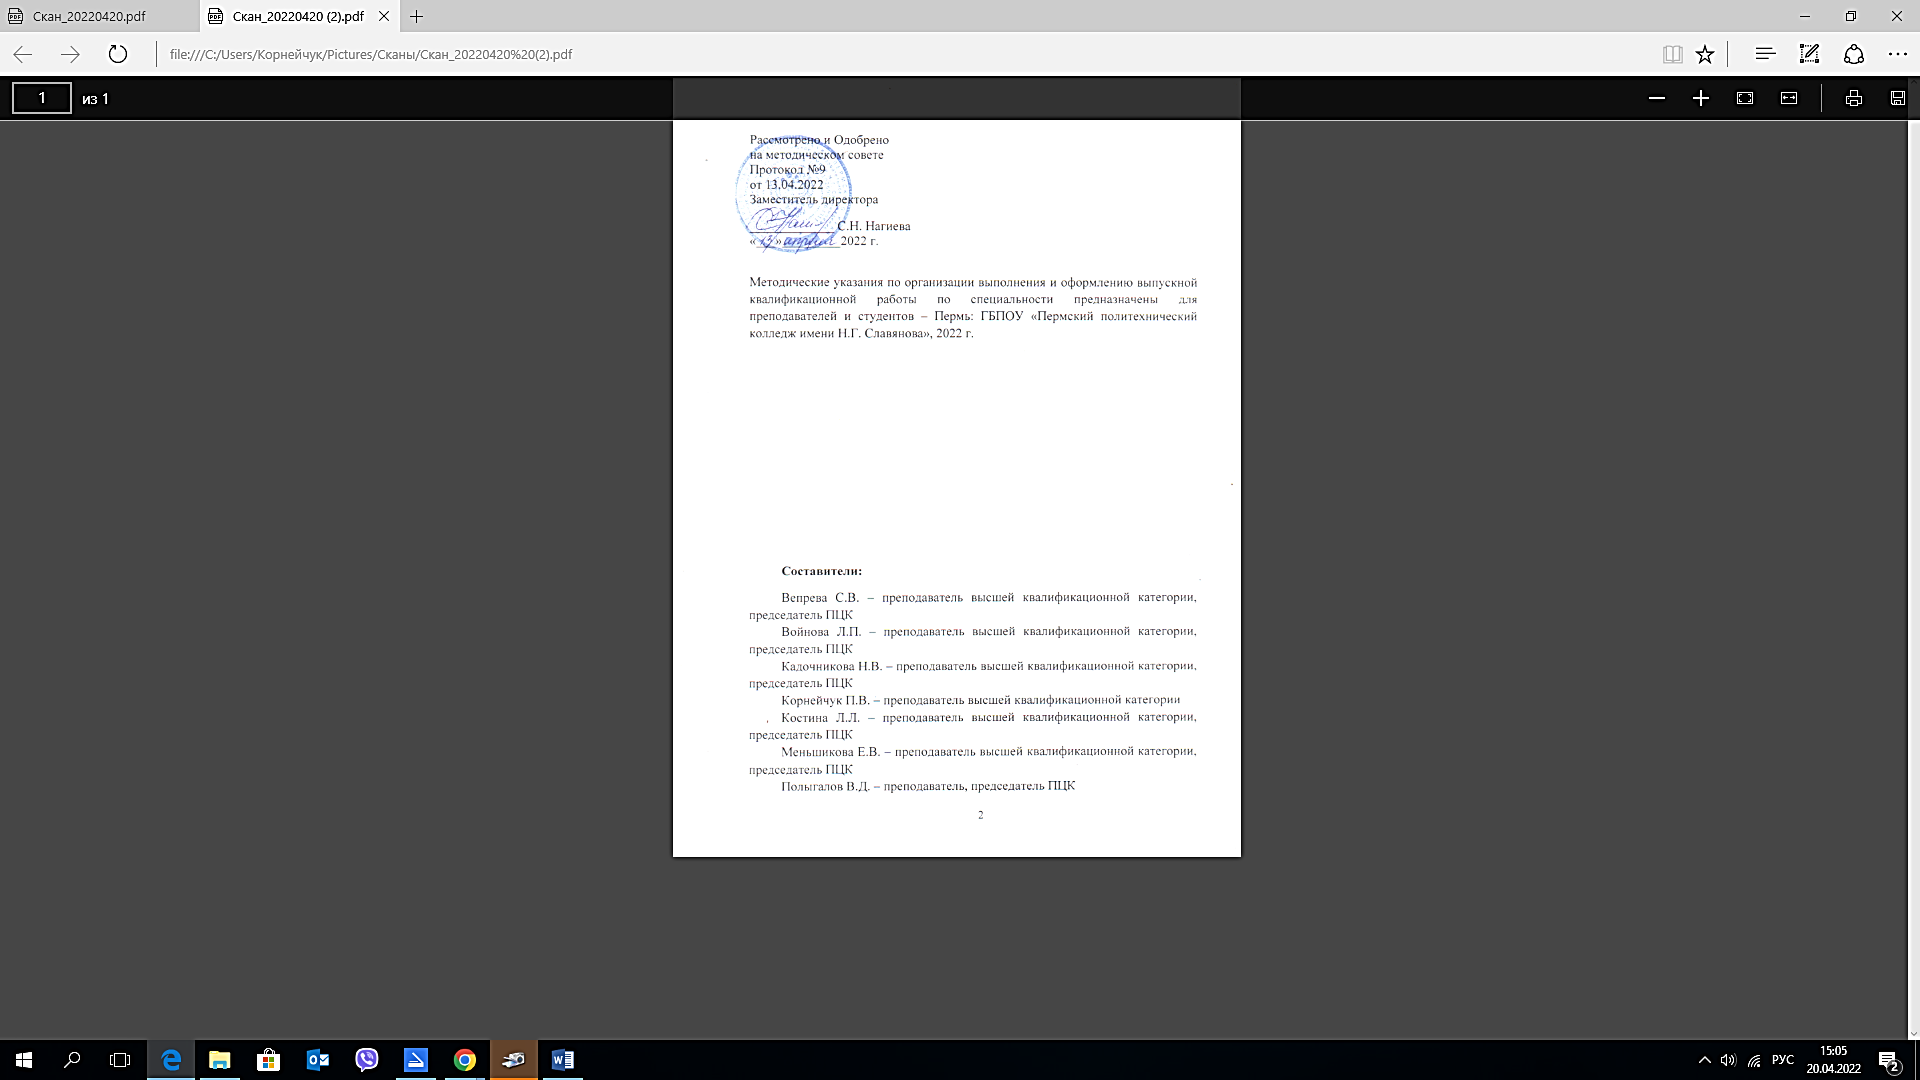 Скан_20220420.pdf
Скан_20220420 (2).pdf
file:///C:/Users/Корнейчук/Pictures/Сканы/Скан_20220420%20(2).pdf
1 из 1
Рассмотрено и Одобрено
на методическом совете
Протокол №9
от 13.04.2022
Заместитель директора
С.Н. Нагиева
«13» апреля 2022 г.
Методические указания по организации выполнения и оформлению выпускной
квалификационной работы по специальности предназначены для
преподавателей и студентов – Пермь: ГБПОУ «Пермский политехнический
колледж имени Н.Г. Славянова», 2022 г.
Составители:
Вепрева С.В. – преподаватель высшей квалификационной категории,
председатель ПЦК
Войнова Л.П. – преподаватель высшей квалификационной категории,
председатель ПЦК
Кадочникова Н.В. – преподаватель высшей квалификационной категории,
председатель ПЦК
Корнейчук П.В. – преподаватель высшей квалификационной категории
Костина Л.Л. – преподаватель высшей квалификационной категории,
председатель ПЦК
Меньшикова Е.В. – преподаватель высшей квалификационной категории,
председатель ПЦК
Полыгалов В.Д. – преподаватель, председатель ПЦК
2
РУС
15:05
20.04.2022
2